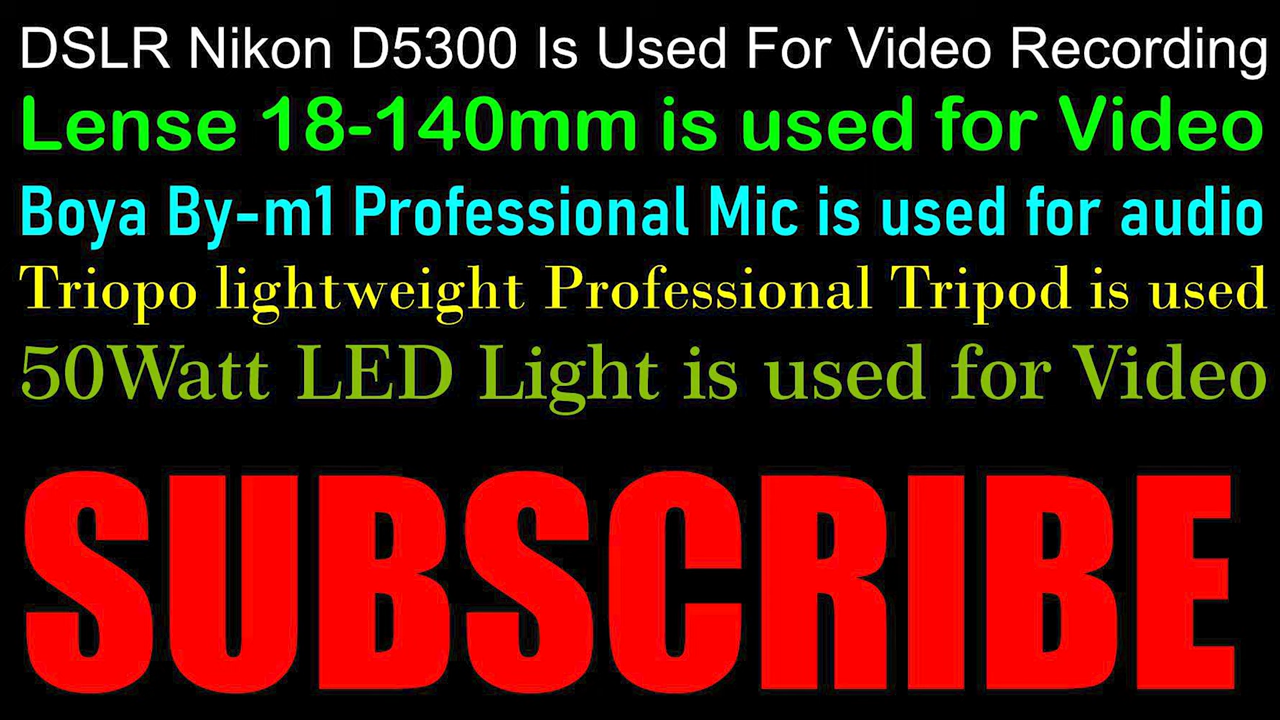 DSLR Nikon D5300 Is Used For Video Recording
Lense 18-140mm is used for Video
Boya By-m1 Professional Mic is used for audio
Triopo lightweight Professional Tripod is used
50Watt LED Light is used for Video
SUBSCRIBE